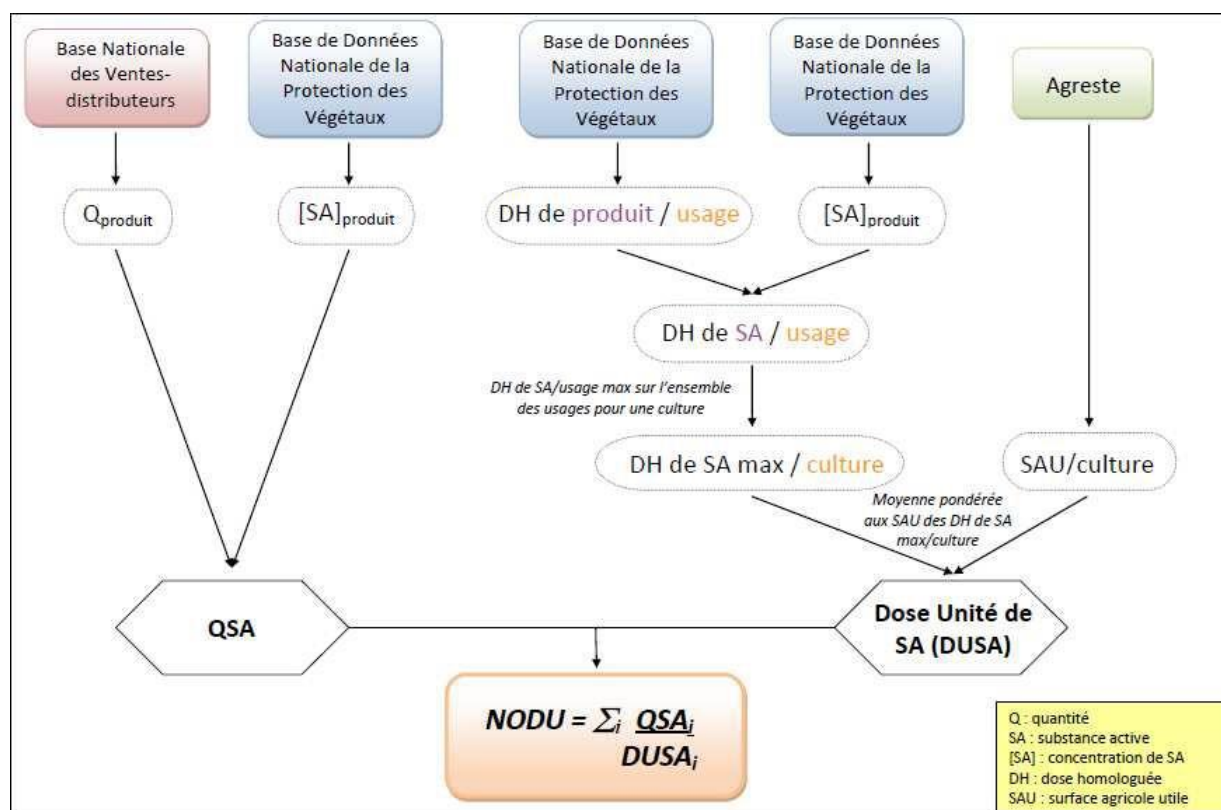 Base Nationale
des Ventes-
distributeurs
Base de Données
Nationale de la
Protection des
Végétaux
Base de Données
Nationale de la
Protection des
Végétaux
Base de Données
Nationale de la
Protection des
Végétaux
Agreste
Qproduit
[SA]produit
DH de produit / usage
[SA]produit
DH de SA / usage
DH de SA/usage max sur l'ensemble
des usages pour une culture
DH de SA max / culture
SAU/culture
Moyenne pondérée
aux SAU des DH de SA
max/culture
QSA
Dose Unité de
SA (DUSA)
NODU = Σi QSAi
DUSAi
Q : quantité
SA : substance active
[SA] : concentration de SA
DH : dose homologuée
SAU : surface agricole utile